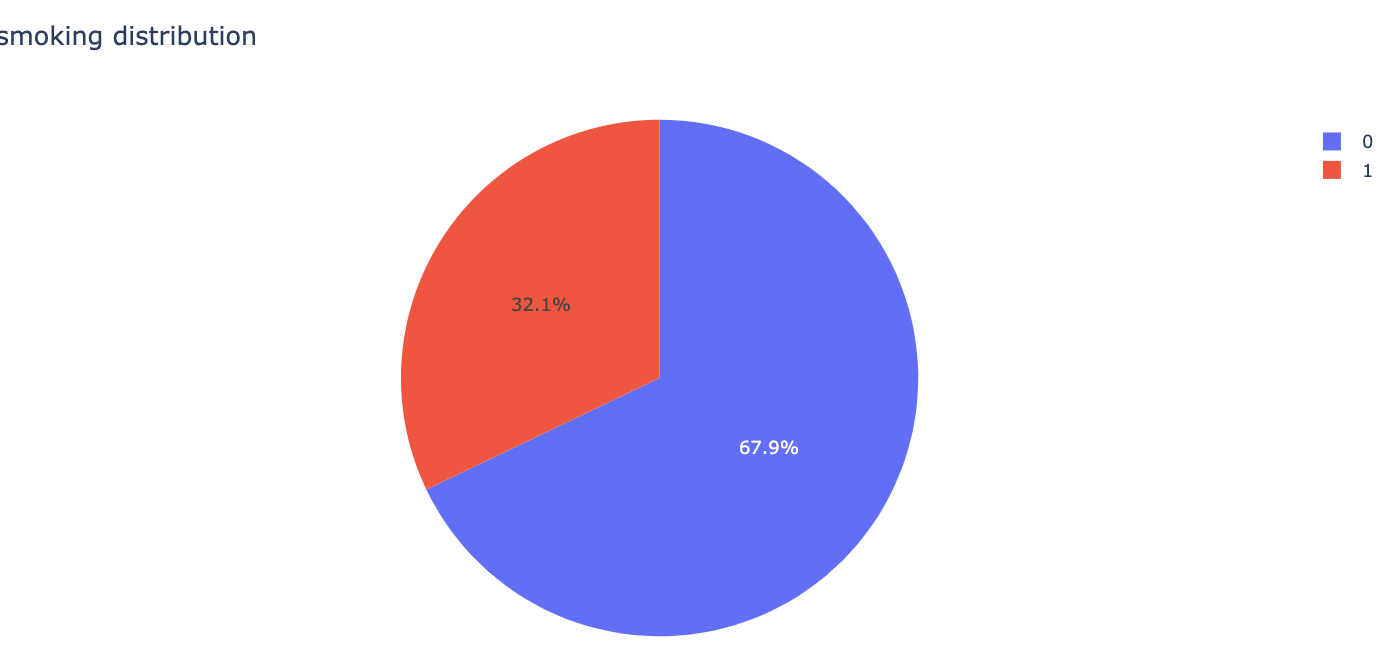 smoking distribution
0
1
32.1%
67.9%